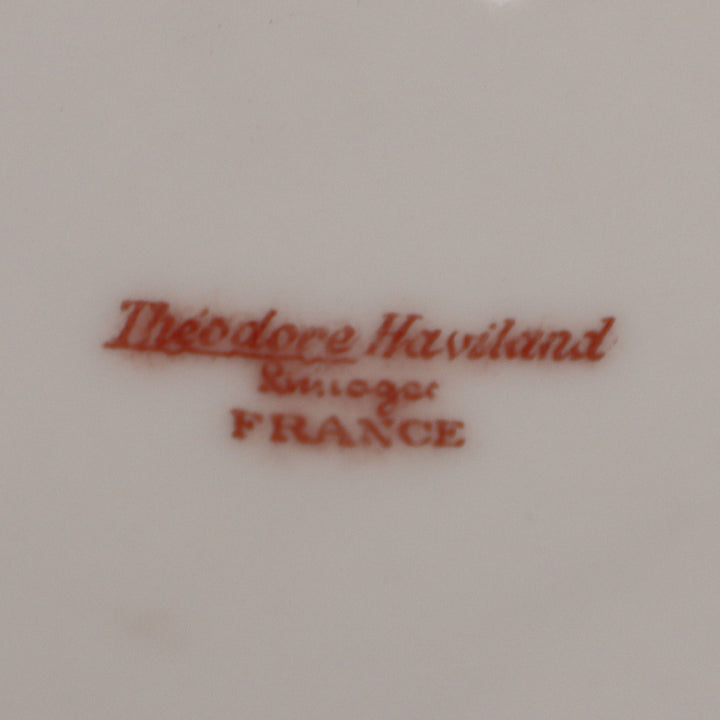 Théodore Haviland
Limoges
FRANCE